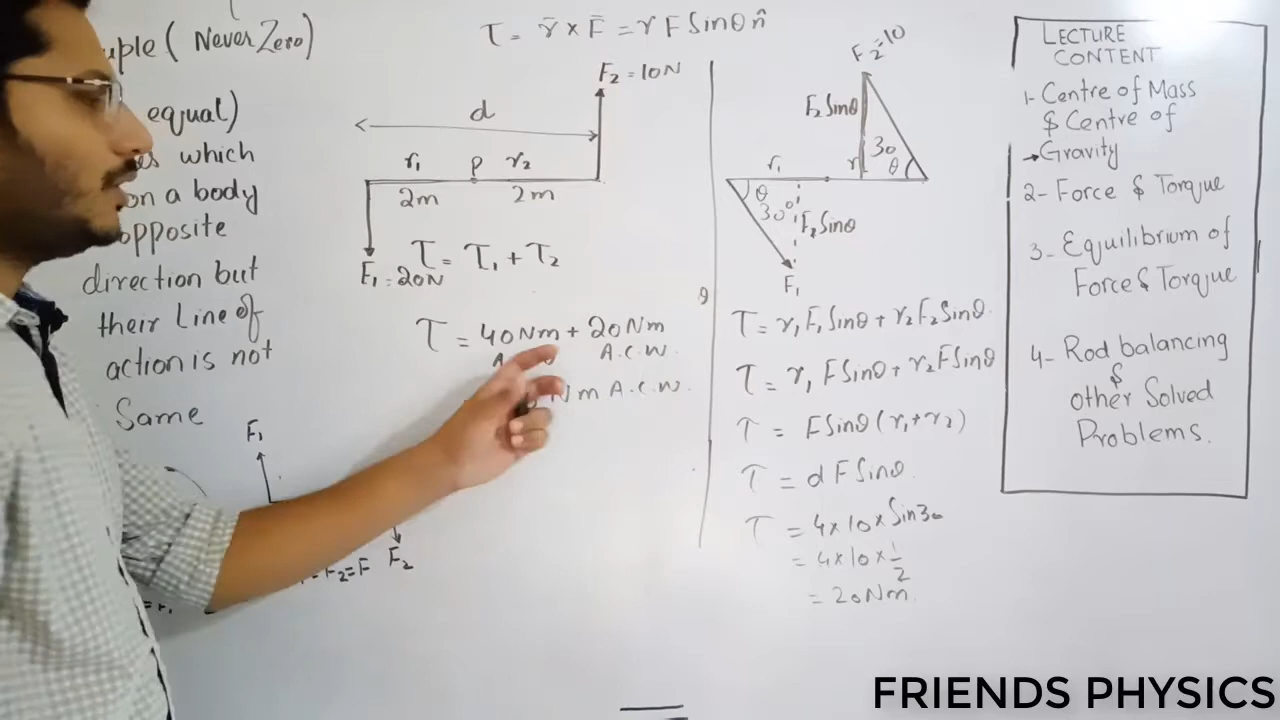 (Never Zero)
equal)
which
on a body
opposite
direction but
their Line of
action is not
Same
F₁
F₂
τ = r̄ × F̄ = r F Sinθ n̂
F₂ = 10N
d
r₁ P r₂
2m 2m
F₁ = 20N
τ = τ₁ + τ₂
τ = 40Nm + 20Nm
A.C.W.
Nm A.C.W.
F₂ = 10
F₂ Sinθ
30
θ
r₁ r
θ
30°
F₂ Sinθ
F₁
τ = r₁ F₁ Sinθ + r₂ F₂ Sinθ.
τ = r₁ F Sinθ + r₂ F Sinθ
τ = F Sinθ (r₁ + r₂)
τ = d F Sinθ.
τ = 4 × 10 × Sin 30
= 4 × 10 × 1/2
= 20Nm.
LECTURE
CONTENT
1- Centre of Mass
$ Centre of
→ Gravity
2- Force $ Torque
3- Equilibrium of
Force $ Torque
4- Rod balancing
$
other Solved
Problems.
FRIENDS PHYSICS